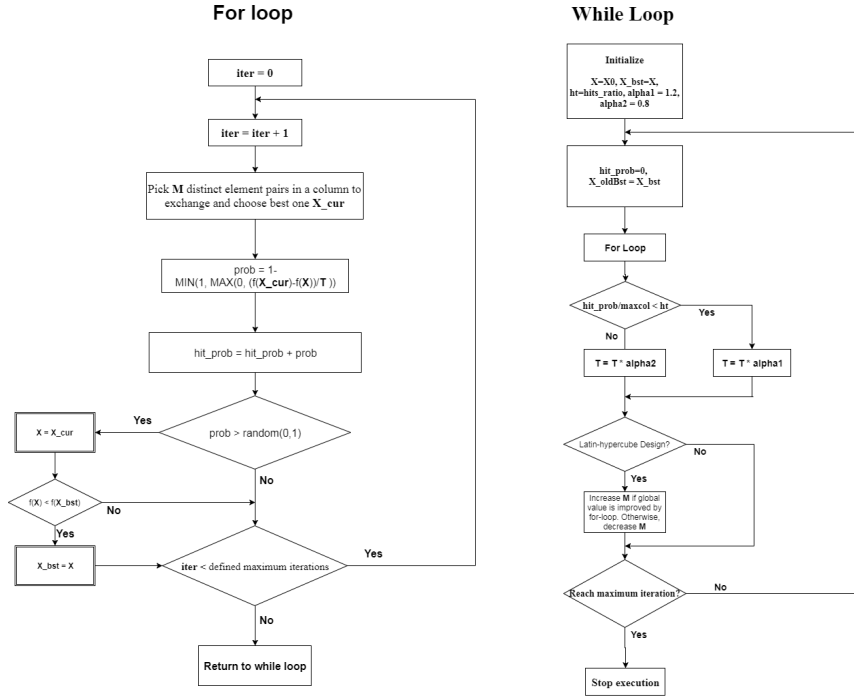 For loop
iter = 0
iter = iter + 1
Pick M distinct element pairs in a column to
exchange and choose best one X_cur
prob = 1-
MIN(1, MAX(0, (f(X_cur)-f(X))/T ))
hit_prob = hit_prob + prob
prob > random(0,1)
Yes
X = X_cur
No
f(X) < f(X_bst)
No
Yes
X_bst = X
iter < defined maximum iterations
Yes
No
Return to while loop
While Loop
Initialize
X=X0, X_bst=X,
ht=hits_ratio, alpha1 = 1.2,
alpha2 = 0.8
hit_prob=0,
X_oldBst = X_bst
For Loop
hit_prob/maxcol < ht
Yes
No
T = T * alpha2
T = T * alpha1
Latin-hypercube Design?
No
Yes
Increase M if global
value is improved by
for-loop. Otherwise,
decrease M
Reach maximum iteration?
No
Yes
Stop execution